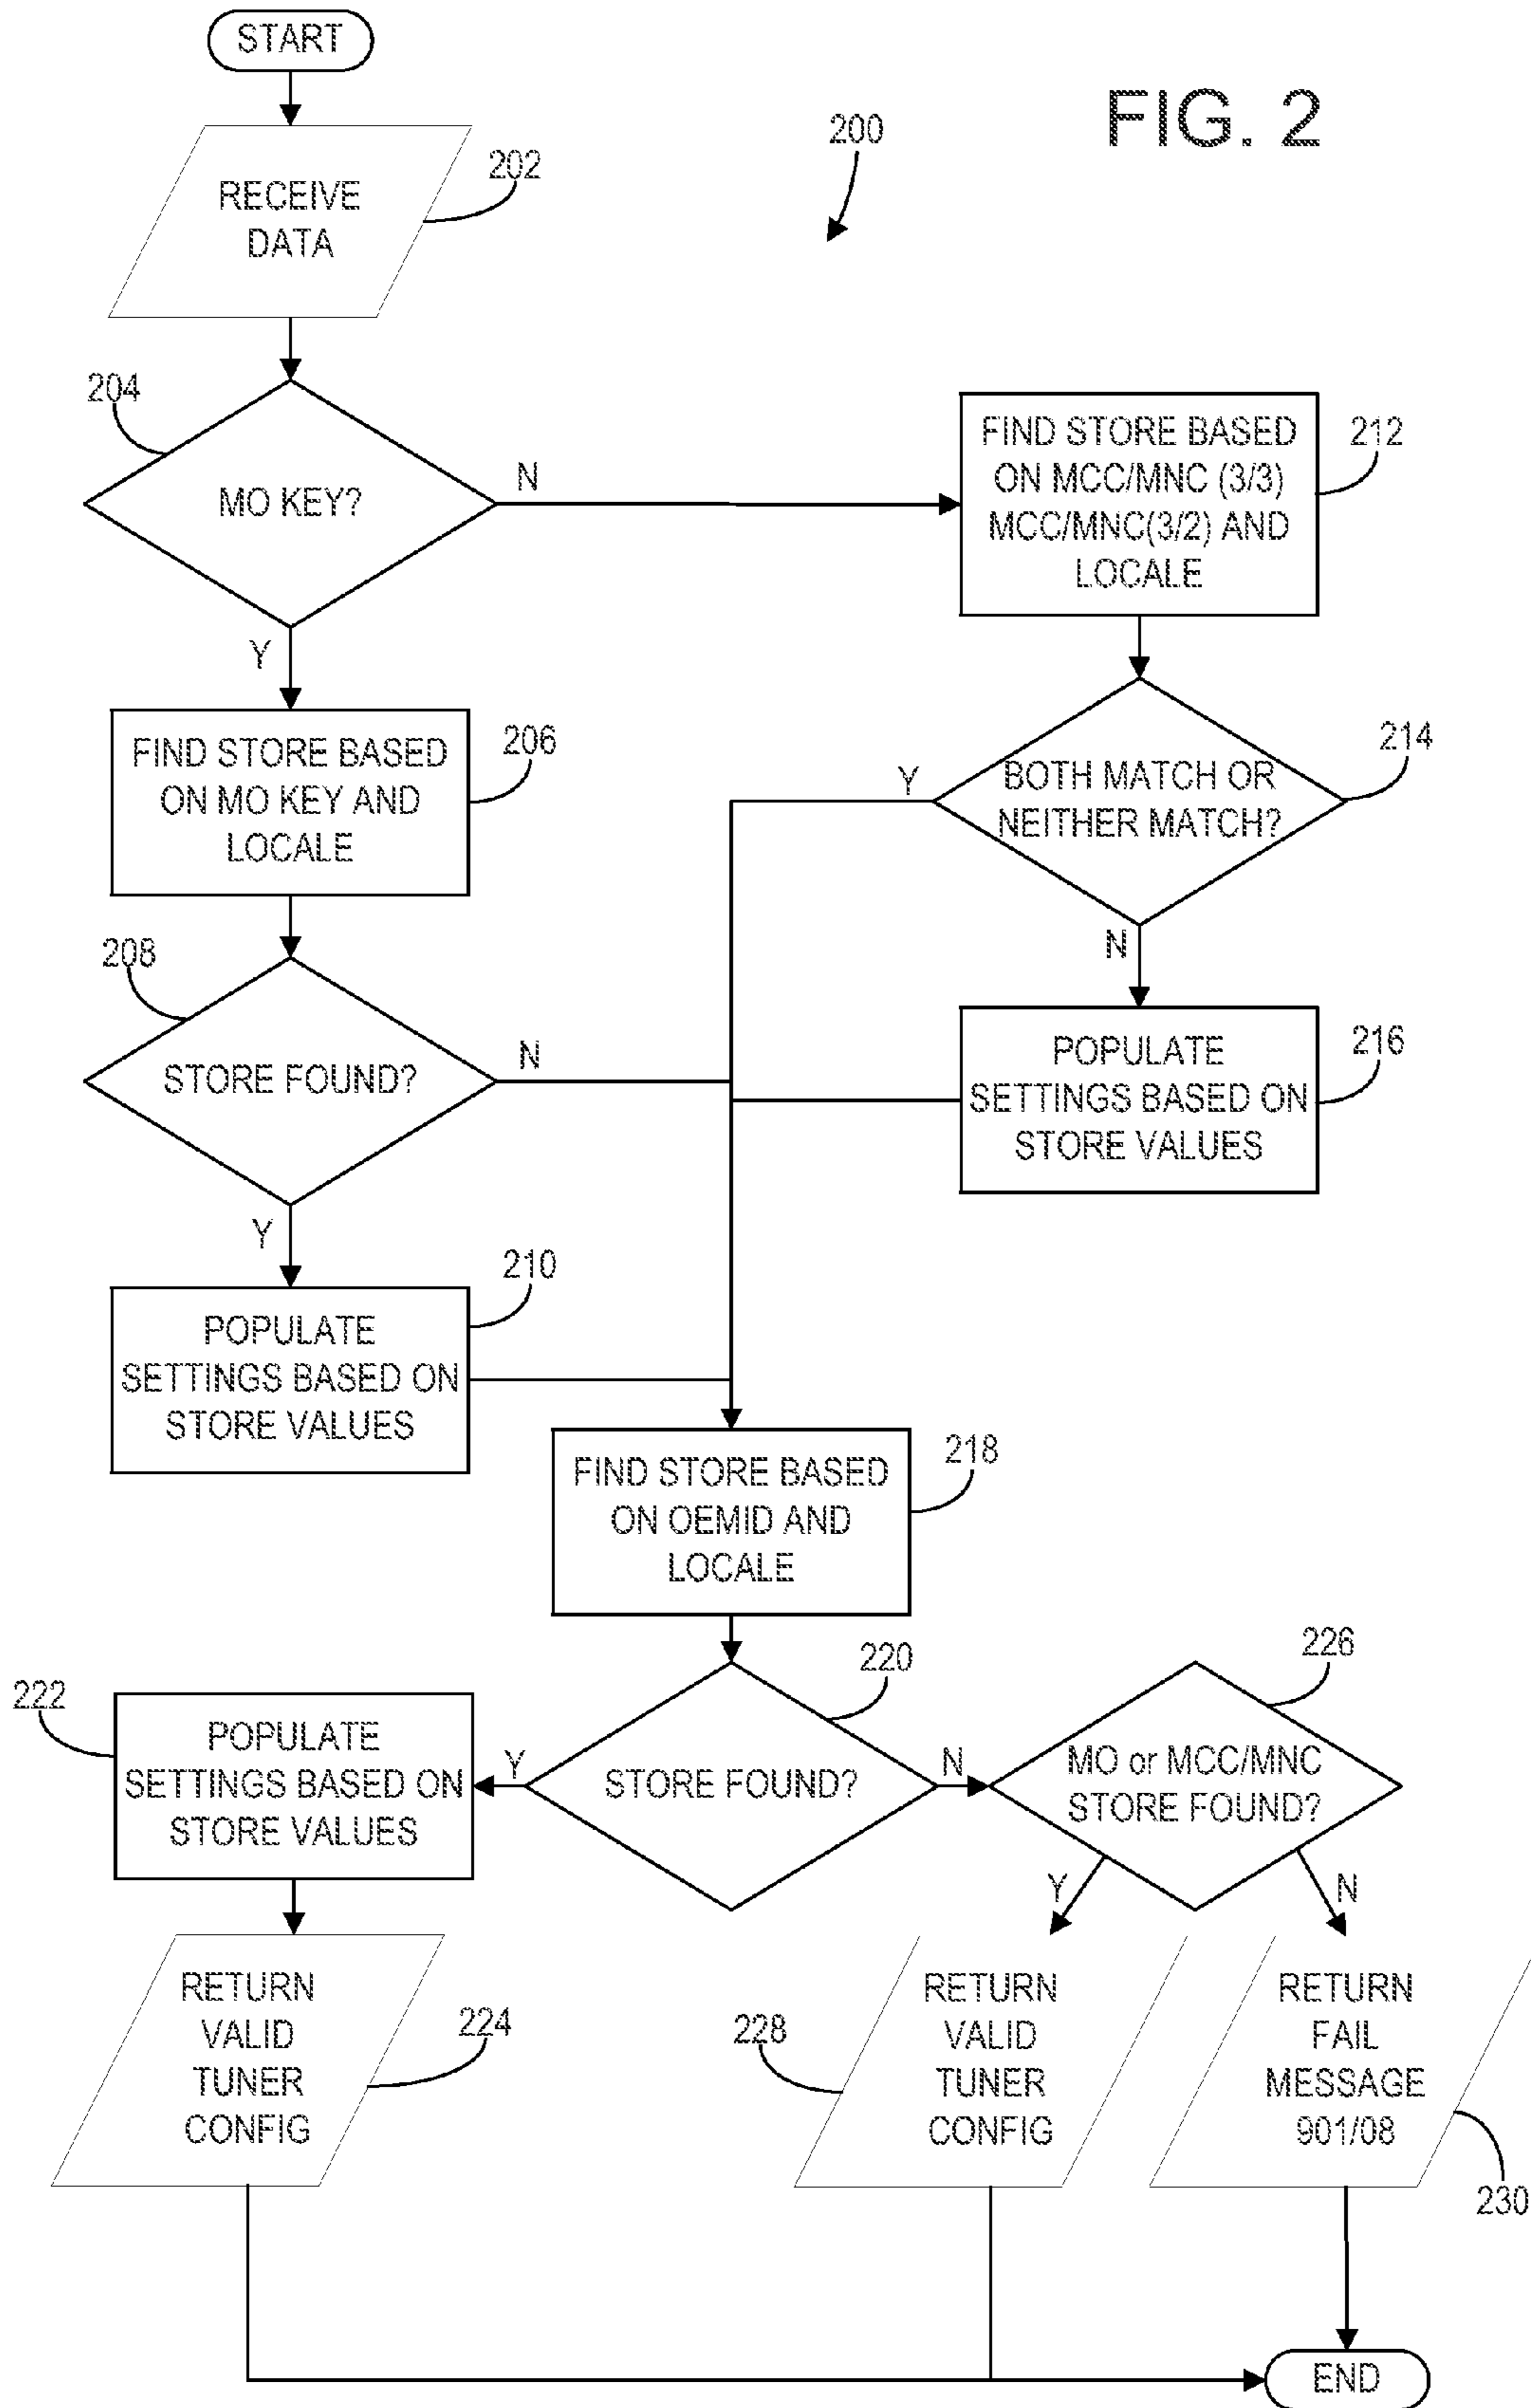 START
FIG. 2
200
RECEIVE
DATA
202
204
MO KEY?
N
Y
FIND STORE BASED
ON MCC/MNC (3/3)
MCC/MNC(3/2) AND
LOCALE
212
FIND STORE BASED
ON MO KEY AND
LOCALE
206
BOTH MATCH OR
NEITHER MATCH?
214
Y
N
208
STORE FOUND?
N
Y
POPULATE
SETTINGS BASED ON
STORE VALUES
216
POPULATE
SETTINGS BASED ON
STORE VALUES
210
FIND STORE BASED
ON OEMID AND
LOCALE
218
222
POPULATE
SETTINGS BASED ON
STORE VALUES
Y
STORE FOUND?
220
N
MO or MCC/MNC
STORE FOUND?
226
Y
N
RETURN
VALID
TUNER
CONFIG
224
228
RETURN
VALID
TUNER
CONFIG
RETURN
FAIL
MESSAGE
901/08
230
END